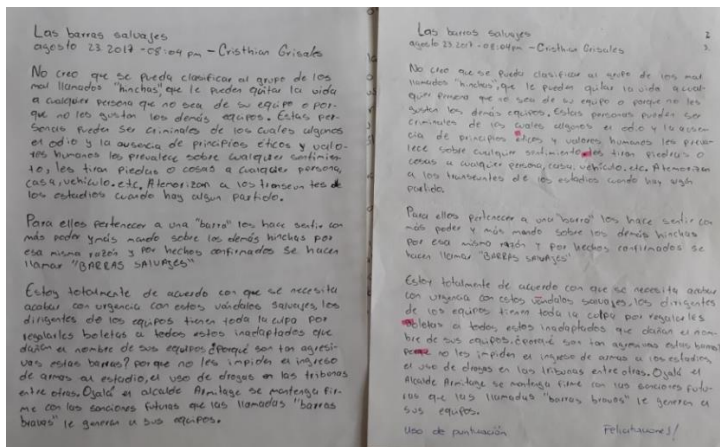 Las barras salvajes
agosto 23 2017 - 08:04 pm - Cristhian Grisales
No creo que se pueda clasificar al grupo de los
mal llamados "hinchas", que le pueden quitar la vida
a cualquier persona que no sea de su equipo o por-
que no les gustan los demás equipos. Estas per-
sonas pueden ser criminales de los cuales algunos
el odio y la ausencia de principios éticos y valo-
res humanos les prevalece sobre cualquier sentimien-
to, les tiran piedras o cosas a cualquier persona,
casa, vehículo, etc. Atemorizan a los transeuntes de
los estadios cuando hay algun partido.
Para ellos pertenecer a una "barra" los hace sentir con
más poder y más mando sobre los demás hinchas por
esa misma razón y por hechos confirmados se hacen
llamar "BARRAS SALVAJES"
Estoy totalmente de acuerdo con que se necesita
acabar con urgencia con estos vándalos salvajes, los
dirigentes de los equipos tienen toda la culpa por
regalarles boletas a todos estos inadaptados que
dañan el nombre de sus equipos ¿Porqué son tan agresi-
vas estas barras? Porque no les impiden el ingreso
de armas al estadio, el uso de drogas en las tribunas
entre otras. Ojalá el alcalde Armitage se mantenga fir-
me con las sanciones futuras que las llamadas "barras
bravas" le generan a sus equipos.
Las barras salvajes
agosto 23 2017 - 08:04 pm - Cristhian Grisales
No creo que se pueda clasificar al grupo de los mal
llamados "hinchas", que le pueden quitar la vida a cual-
quier persona que no sea de su equipo o porque no les
gusten los demás equipos. Estas personas pueden ser
criminales de los cuales algunos el odio y la ausen-
cia de principios éticos y valores humanos les preva-
lece sobre cualquier sentimiento, les tiran piedras o
cosas a cualquier persona, casa, vehículo, etc. Atemorizan
a los transeuntes de los estadios cuando hay algún
partido.
Para ellos pertenecer a una "barra" los hace sentir con
más poder y más mando sobre los demás hinchas
por esa misma razón y por hechos confirmados se
hacen llamar "BARRAS SALVAJES"
Estoy totalmente de acuerdo con que se necesita acabar
con urgencia con estos vándalos salvajes, los dirigentes
de los equipos tienen toda la culpa por regalarles
boletas a todos estos inadaptados que dañan el nom-
bre de sus equipos. ¿Porqué son tan agresivas estas barras?
Porque no les impiden el ingreso de armas a los estadios,
el uso de drogas en las tribunas entre otras. Ojalá el
Alcalde Armitage se mantenga firme con las sanciones futu-
ras que las llamadas "barras bravas" le generan a
sus equipos.
Uso de puntuación Felicitaciones!